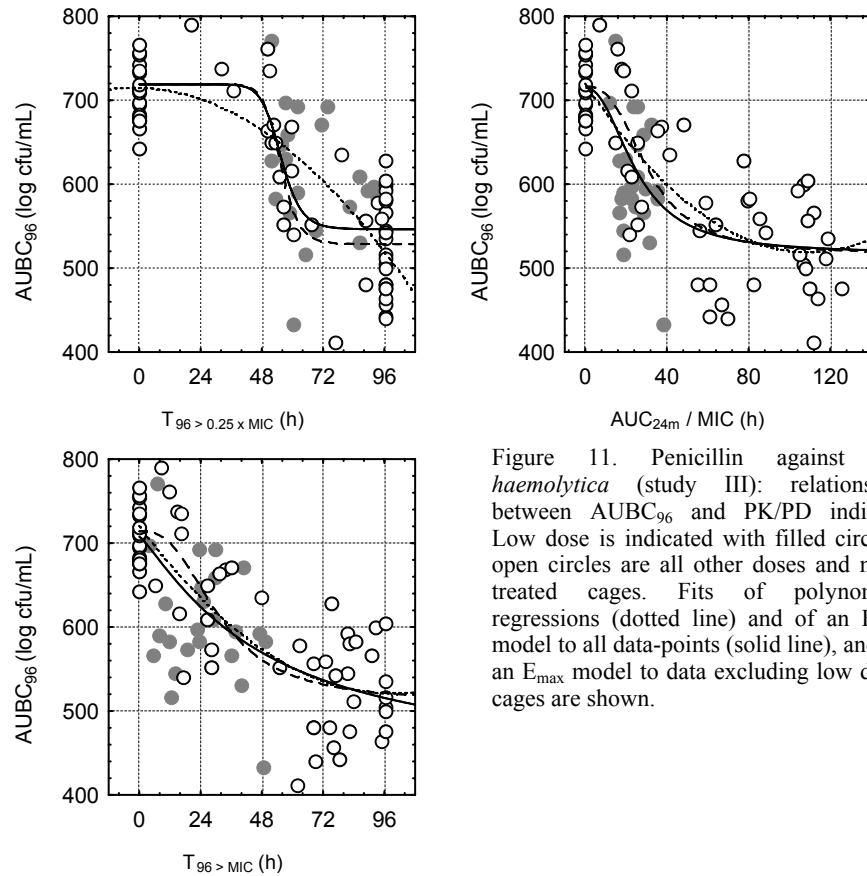 800
700
600
500
400
AUBC96 (log cfu/mL)
0 24 48 72 96
T96 > 0.25 x MIC (h)
800
700
600
500
400
AUBC96 (log cfu/mL)
0 40 80 120
AUC24m / MIC (h)
800
700
600
500
400
AUBC96 (log cfu/mL)
0 24 48 72 96
T96 > MIC (h)
Figure 11. Penicillin against
haemolytica (study III): relations
between AUBC96 and PK/PD indi
Low dose is indicated with filled circ
open circles are all other doses and
treated cages. Fits of polynon
regressions (dotted line) and of an E
model to all data-points (solid line), and
an Emax model to data excluding low d
cages are shown.